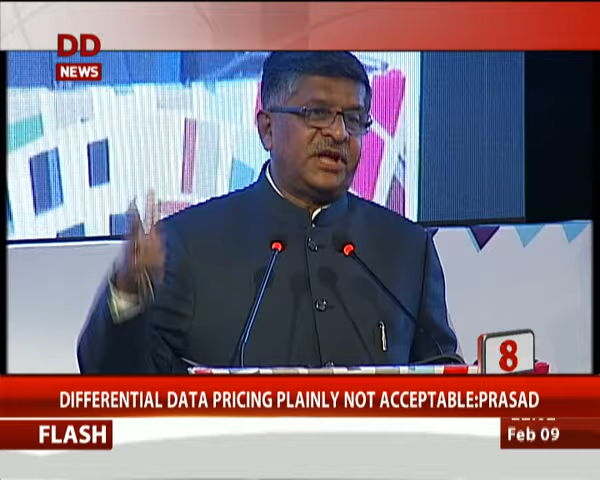 DD
NEWS
8
DIFFERENTIAL DATA PRICING PLAINLY NOT ACCEPTABLE:PRASAD
FLASH
Feb 09